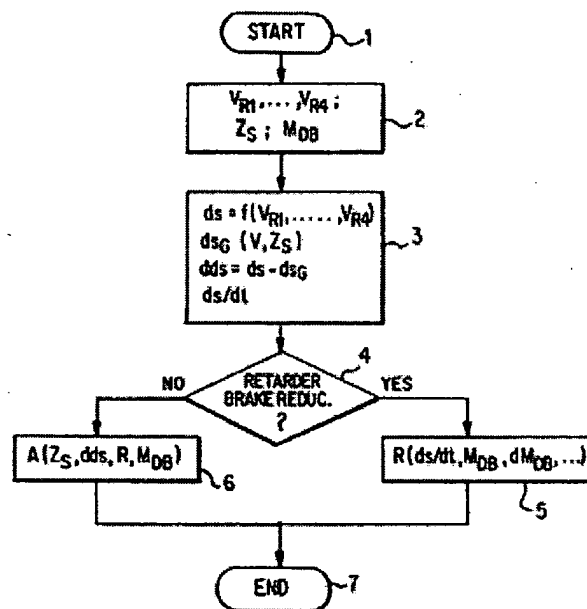 START
1
V_R1,...,V_R4;
Z_S; M_DB
2
ds = f(V_R1,.....,V_R4)
ds_G (V,Z_S)
dds = ds - ds_G
ds/dt
3
4
NO
YES
RETARDER
BRAKE REDUC.
?
A(Z_S,dds,R,M_DB)
6
R(ds/dt,M_DB,dM_DB,...)
5
END
7